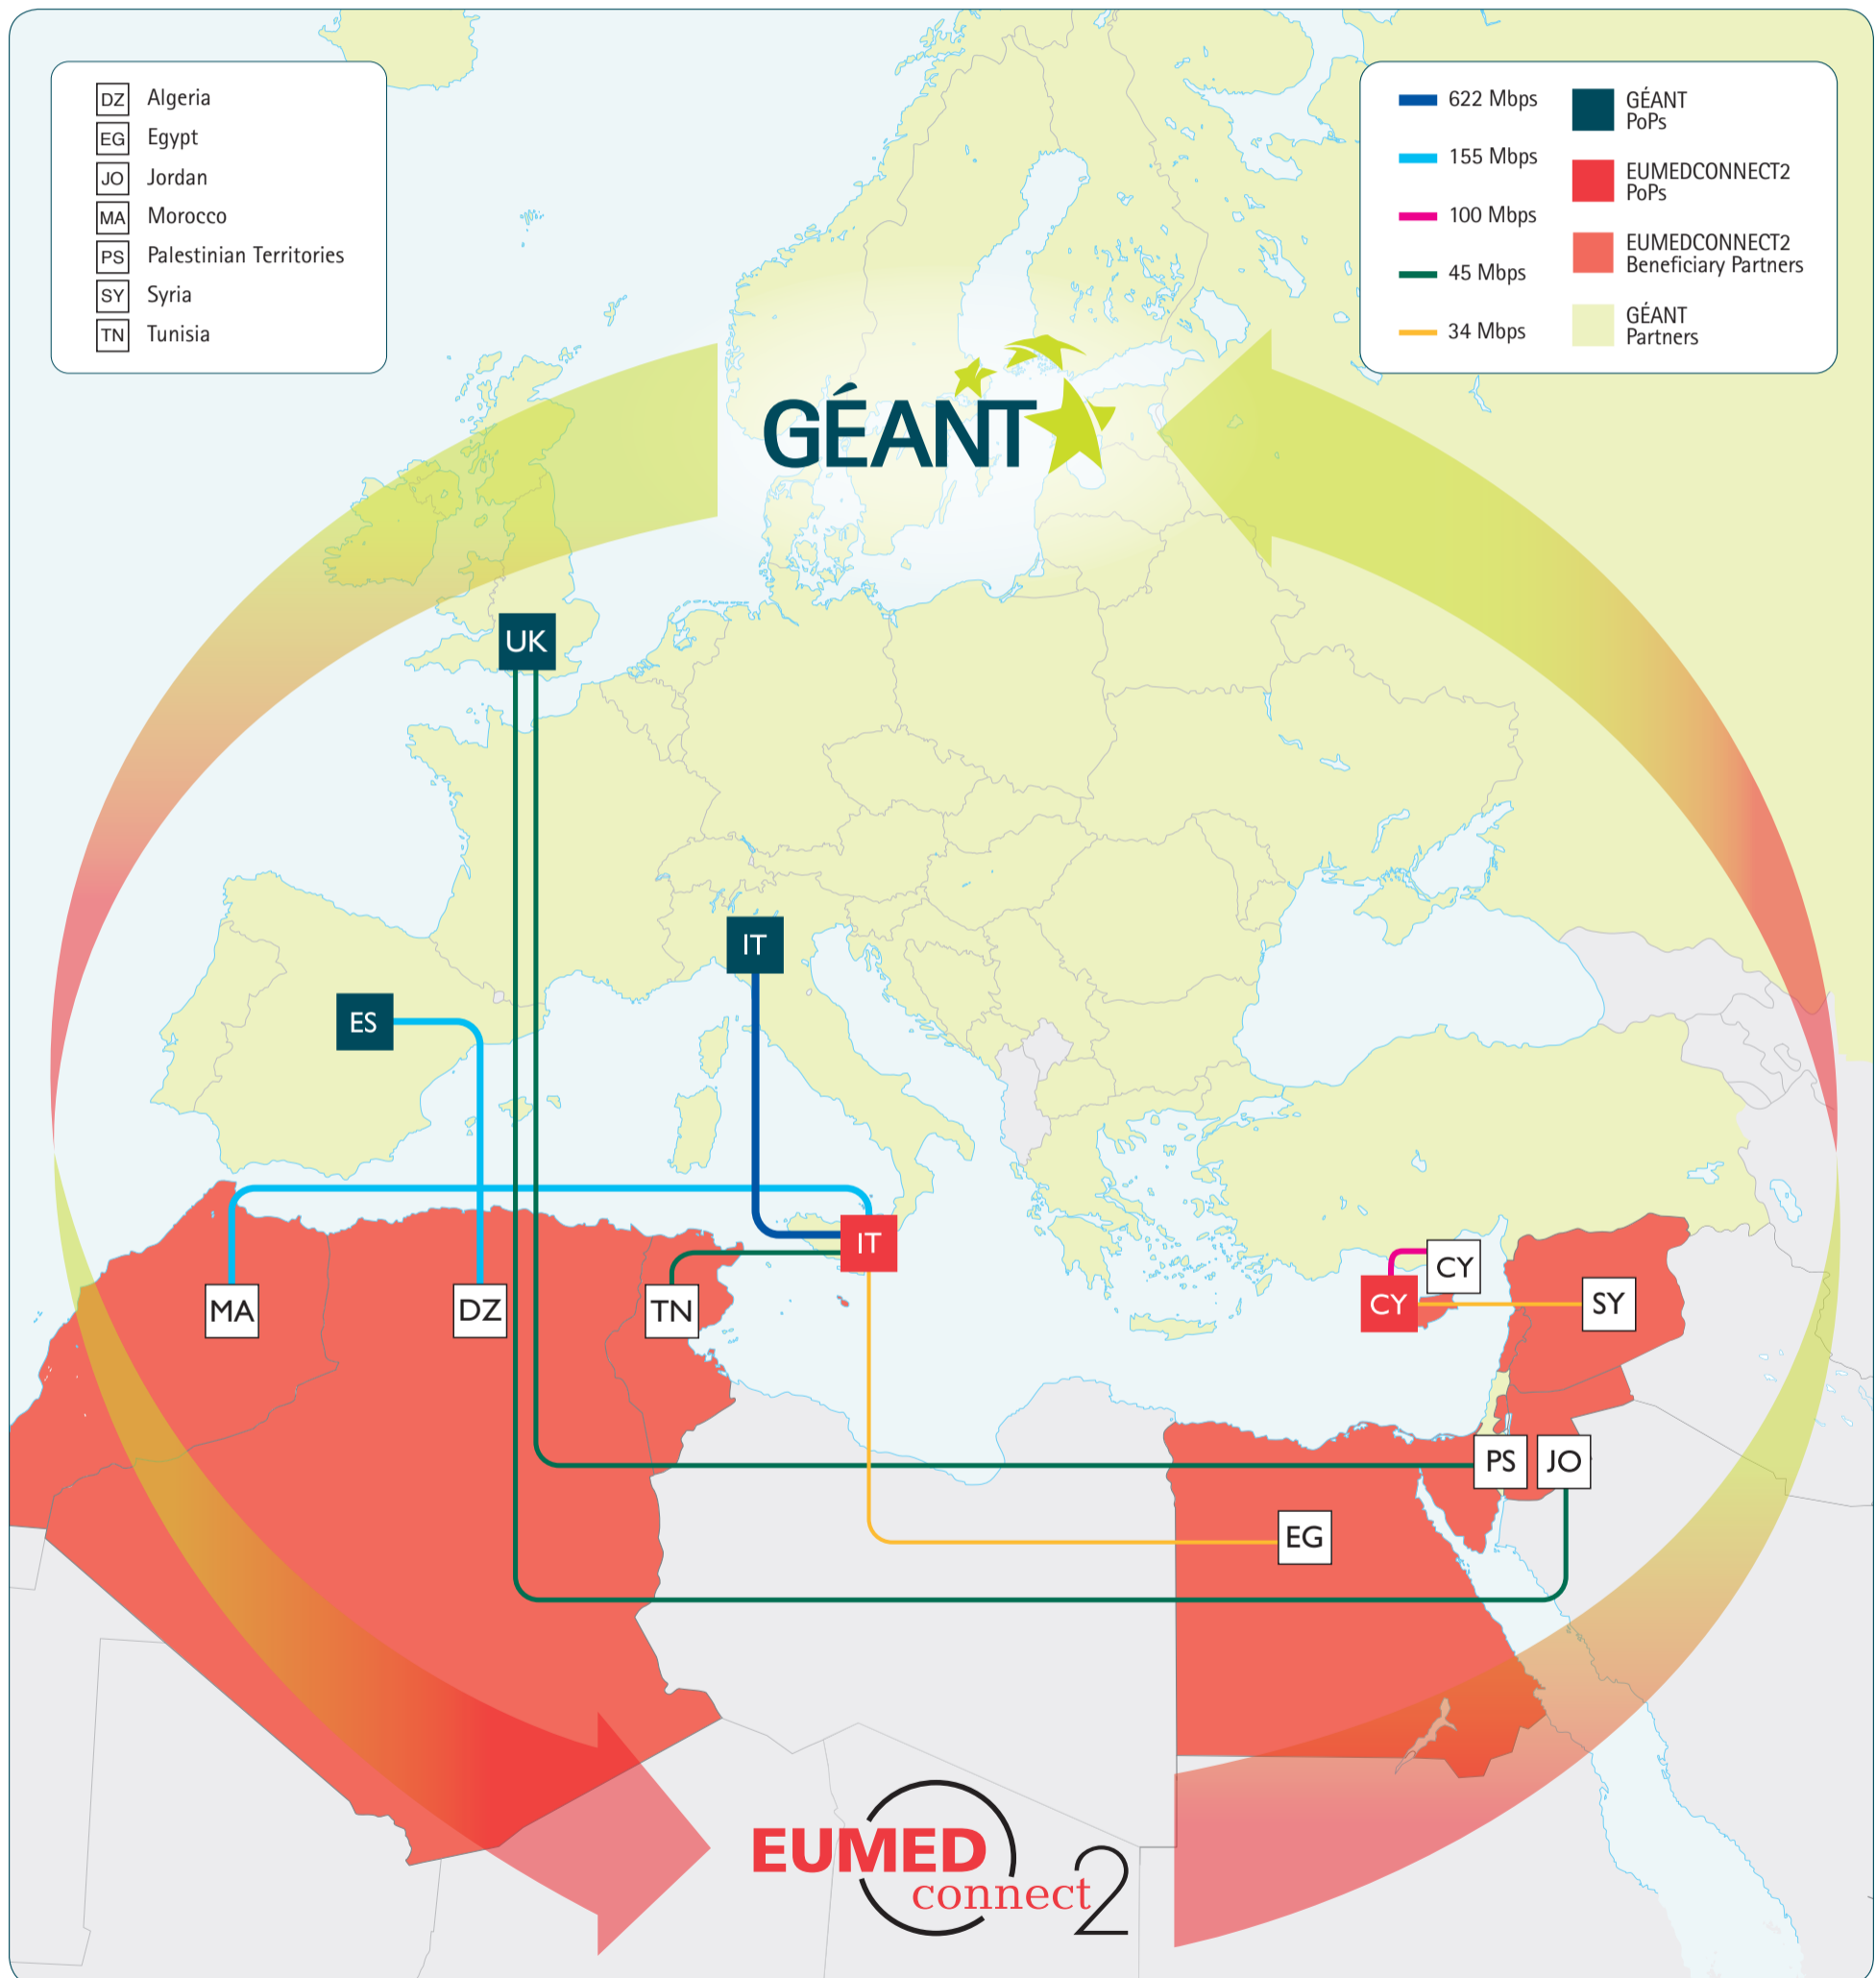 DZ Algeria
EG Egypt
JO Jordan
MA Morocco
PS Palestinian Territories
SY Syria
TN Tunisia
622 Mbps
155 Mbps
100 Mbps
45 Mbps
34 Mbps
GÉANT
PoPs
EUMEDCONNECT2
PoPs
EUMEDCONNECT2
Beneficiary Partners
GÉANT
Partners
GÉANT
UK
IT
ES
IT
CY
CY
SY
MA
DZ
TN
PS
JO
EG
EUMED
connect2